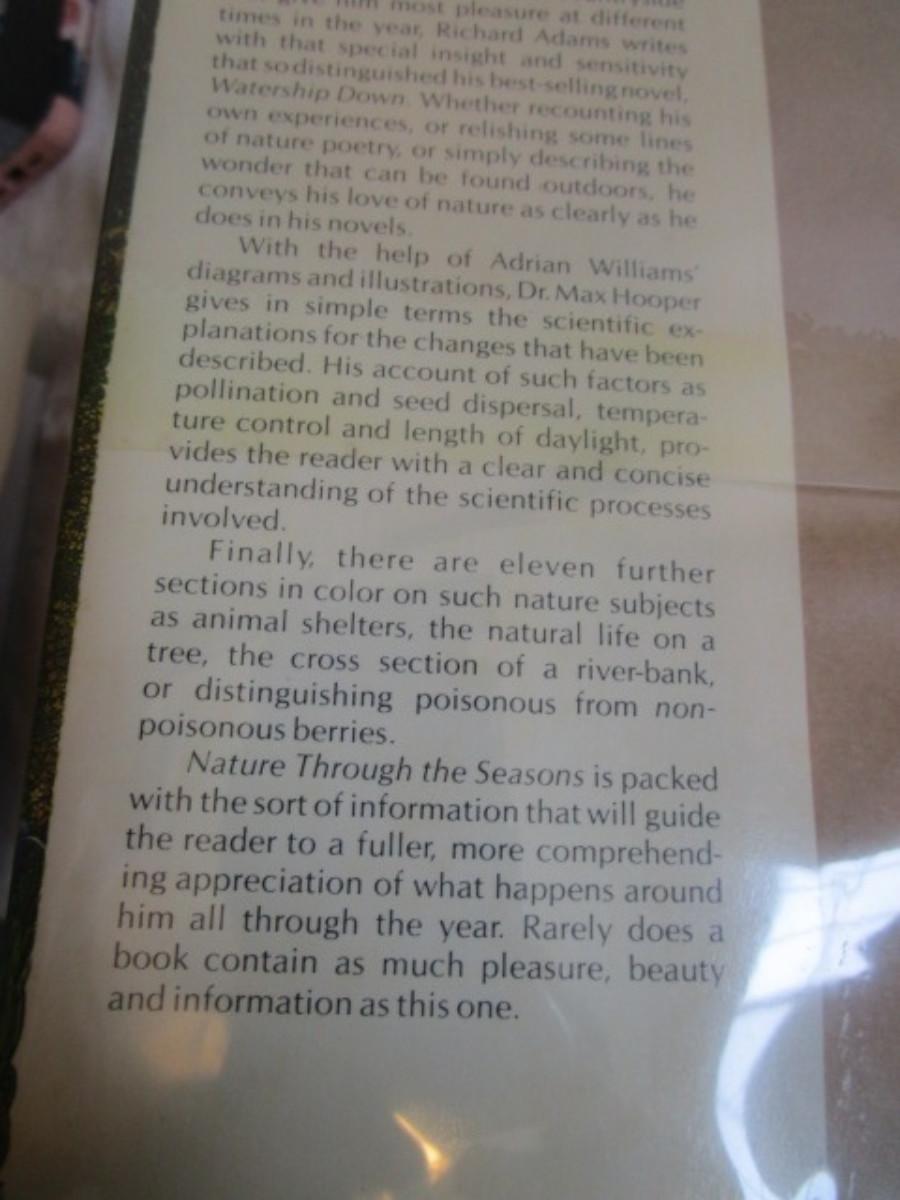 give him most pleasure at different
times in the year, Richard Adams writes
with that special insight and sensitivity
that so distinguished his best-selling novel,
Watership Down. Whether recounting his
own experiences, or relishing some lines
of nature poetry, or simply describing the
wonder that can be found outdoors, he
conveys his love of nature as clearly as he
does in his novels.
With the help of Adrian Williams'
diagrams and illustrations, Dr. Max Hooper
gives in simple terms the scientific ex-
planations for the changes that have been
described. His account of such factors as
pollination and seed dispersal, tempera-
ture control and length of daylight, pro-
vides the reader with a clear and concise
understanding of the scientific processes
involved.
Finally, there are eleven further
sections in color on such nature subjects
as animal shelters, the natural life on a
tree, the cross section of a river-bank,
or distinguishing poisonous from non-
poisonous berries.
Nature Through the Seasons is packed
with the sort of information that will guide
the reader to a fuller, more comprehend-
ing appreciation of what happens around
him all through the year. Rarely does a
book contain as much pleasure, beauty
and information as this one.